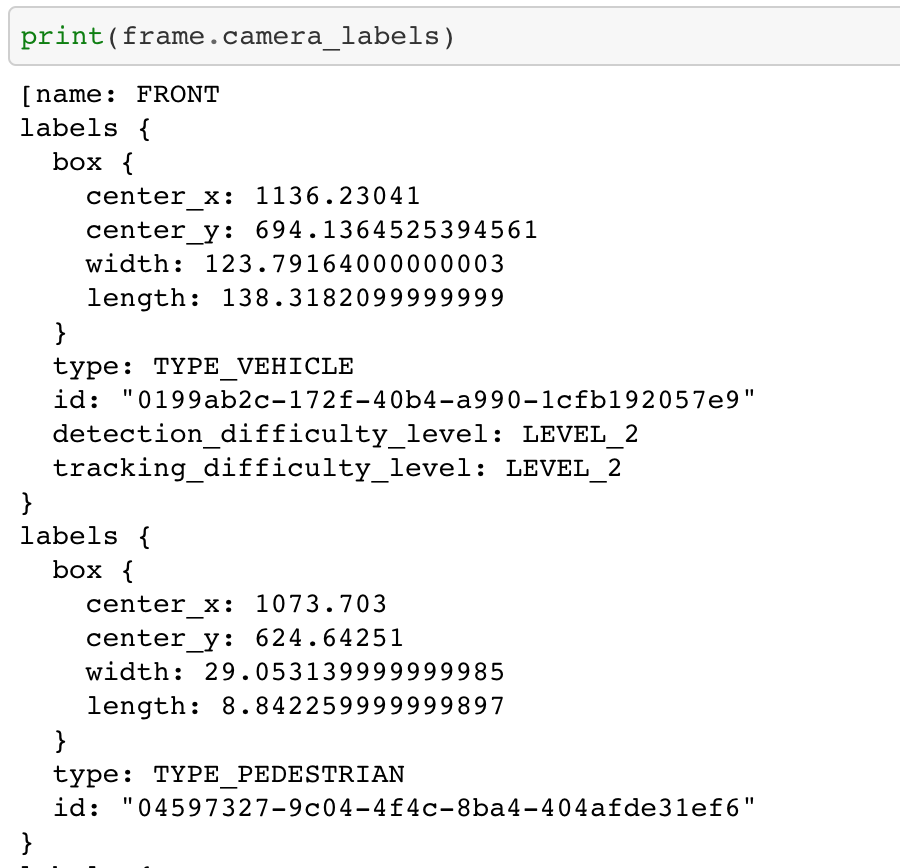 print(frame.camera_labels)
[name: FRONT
labels {
  box {
    center_x: 1136.23041
    center_y: 694.1364525394561
    width: 123.79164000000003
    length: 138.3182099999999
  }
  type: TYPE_VEHICLE
  id: "0199ab2c-172f-40b4-a990-1cfb192057e9"
  detection_difficulty_level: LEVEL_2
  tracking_difficulty_level: LEVEL_2
}
labels {
  box {
    center_x: 1073.703
    center_y: 624.64251
    width: 29.053139999999985
    length: 8.842259999999897
  }
  type: TYPE_PEDESTRIAN
  id: "04597327-9c04-4f4c-8ba4-404afde31ef6"
}